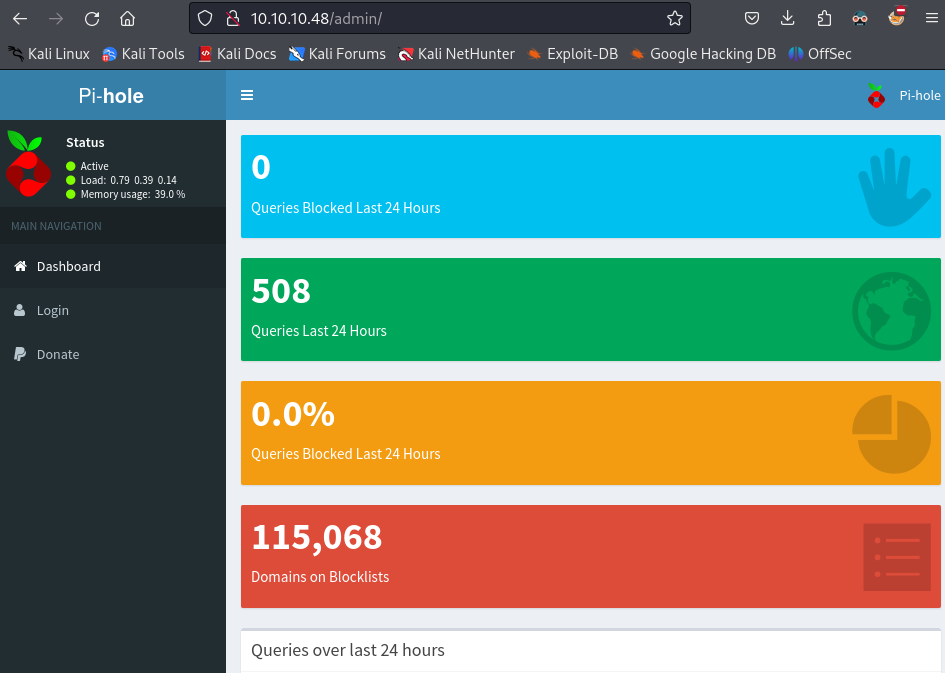 10.10.10.48/admin/
Kali Linux Kali Tools Kali Docs Kali Forums Kali NetHunter Exploit-DB Google Hacking DB OffSec
Pi-hole
Pi-hole
Status
Active
Load: 0.79 0.39 0.14
Memory usage: 39.0 %
MAIN NAVIGATION
Dashboard
Login
Donate
0
Queries Blocked Last 24 Hours
508
Queries Last 24 Hours
0.0%
Queries Blocked Last 24 Hours
115,068
Domains on Blocklists
Queries over last 24 hours